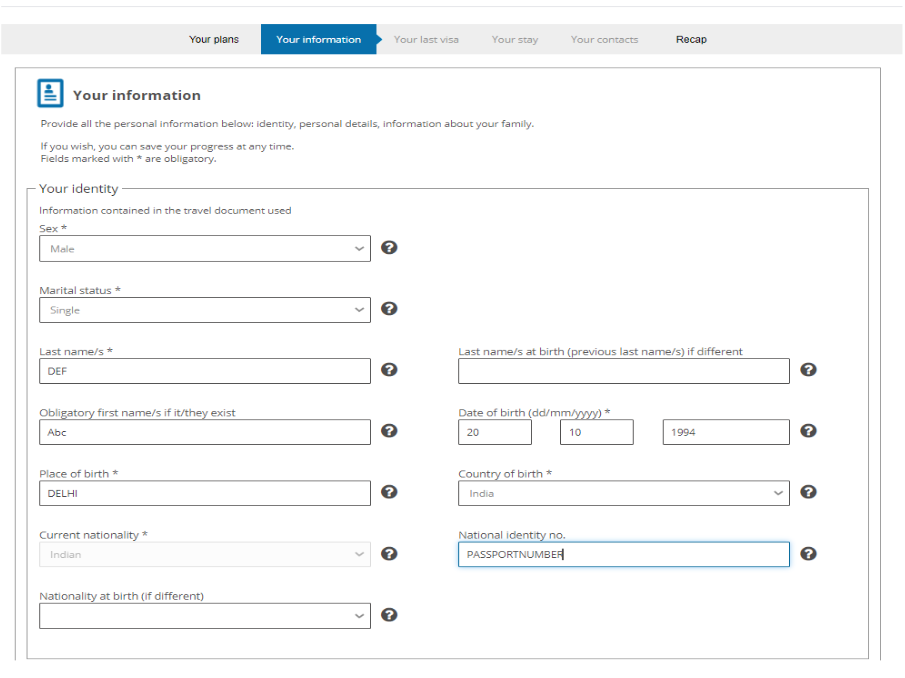 Your plans Your information Your last visa Your stay Your contacts Recap
Your information
Provide all the personal information below: identity, personal details, information about your family.
If you wish, you can save your progress at any time.
Fields marked with * are obligatory.
Your identity
Information contained in the travel document used
Sex *
Male
Marital status *
Single
Last name/s * Last name/s at birth (previous last name/s) if different
DEF
Obligatory first name/s if it/they exist Date of birth (dd/mm/yyyy) *
Abc 20 10 1994
Place of birth * Country of birth *
DELHI India
Current nationality * National identity no.
Indian PASSPORTNUMBER
Nationality at birth (if different)